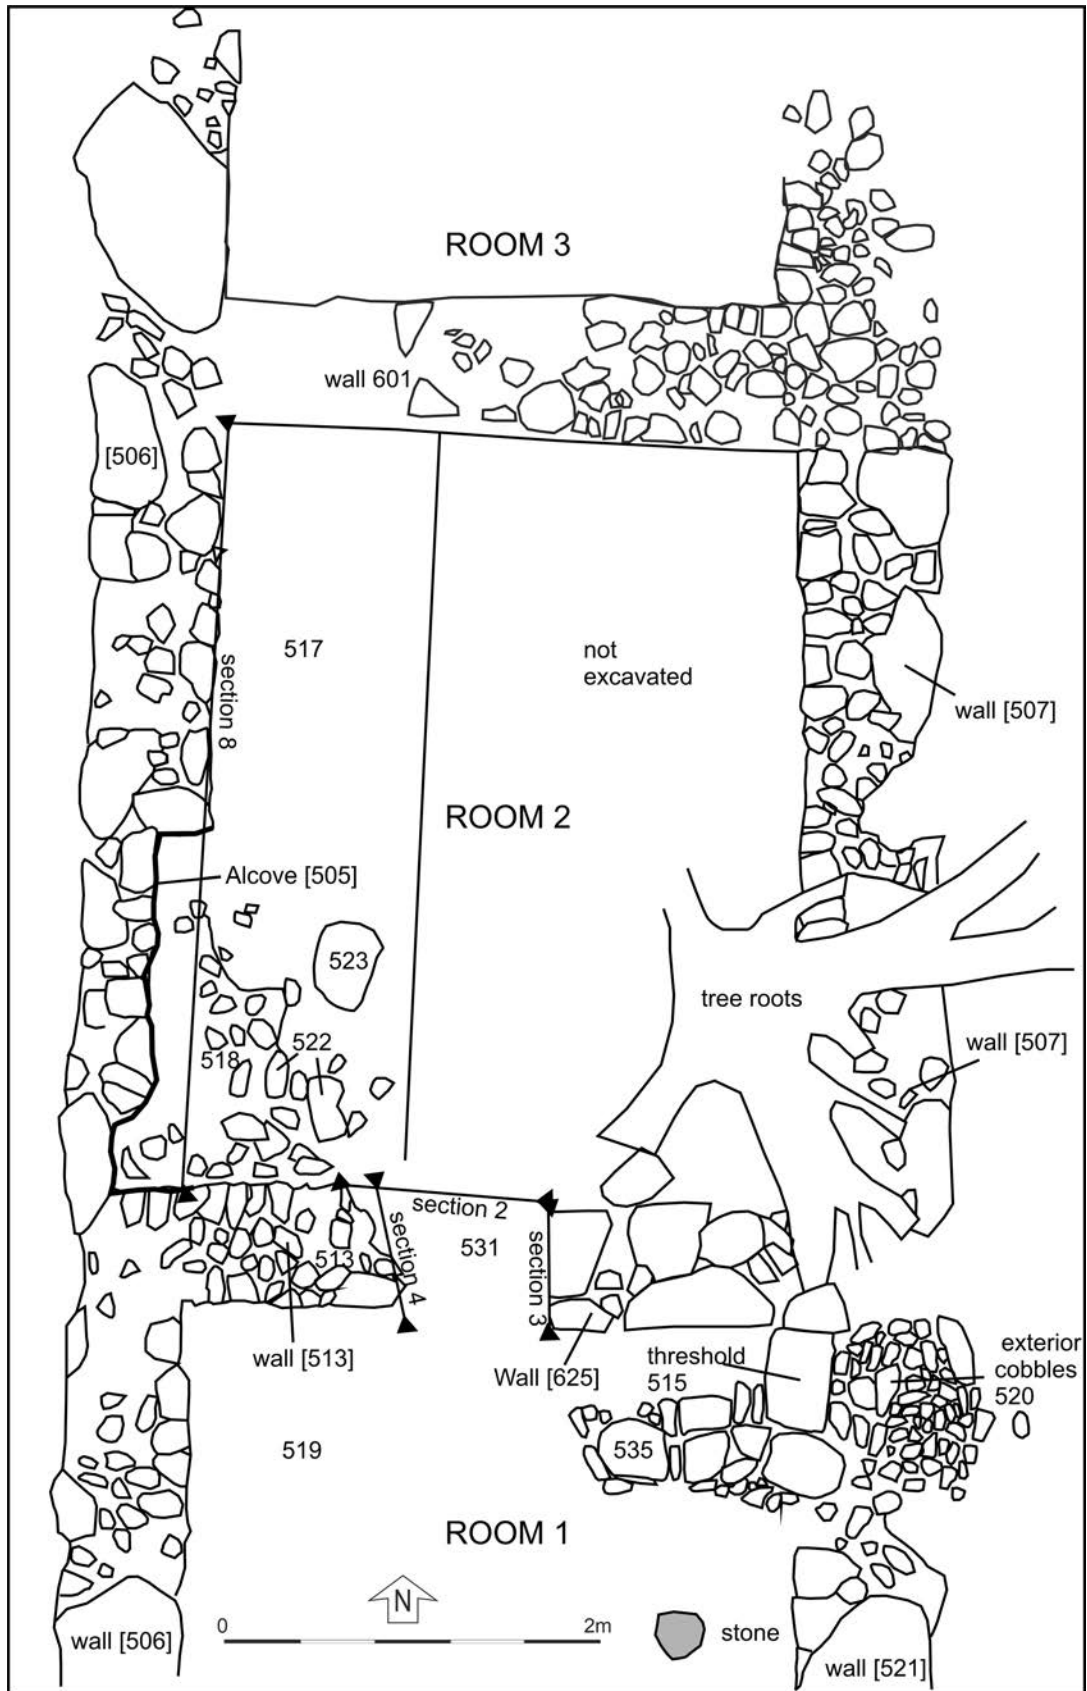 ROOM 3
wall 601
[506]
517
section 8
not
excavated
wall [507]
ROOM 2
Alcove [505]
523
tree roots
522
518
wall [507]
section 2
531
section 4
section 3
513
wall [513]
Wall [625]
threshold
515
exterior
cobbles
520
519
535
ROOM 1
N
0
2m
stone
wall [506]
wall [521]